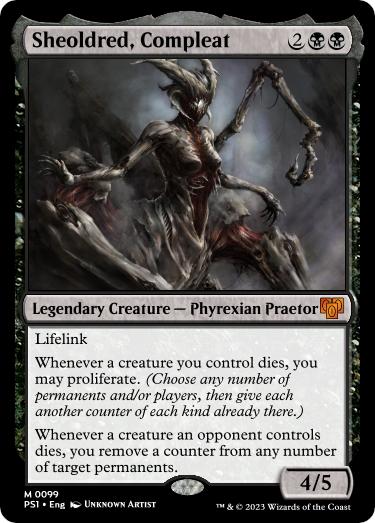 Sheoldred, Compleat 2
Legendary Creature — Phyrexian Praetor
Lifelink
Whenever a creature you control dies, you
may proliferate. (Choose any number of
permanents and/or players, then give each
another counter of each kind already there.)
Whenever a creature an opponent controls
dies, you remove a counter from any number
of target permanents.
4/5
M 0099
PS1 • Eng Unknown Artist
™ & © 2023 Wizards of the Coast